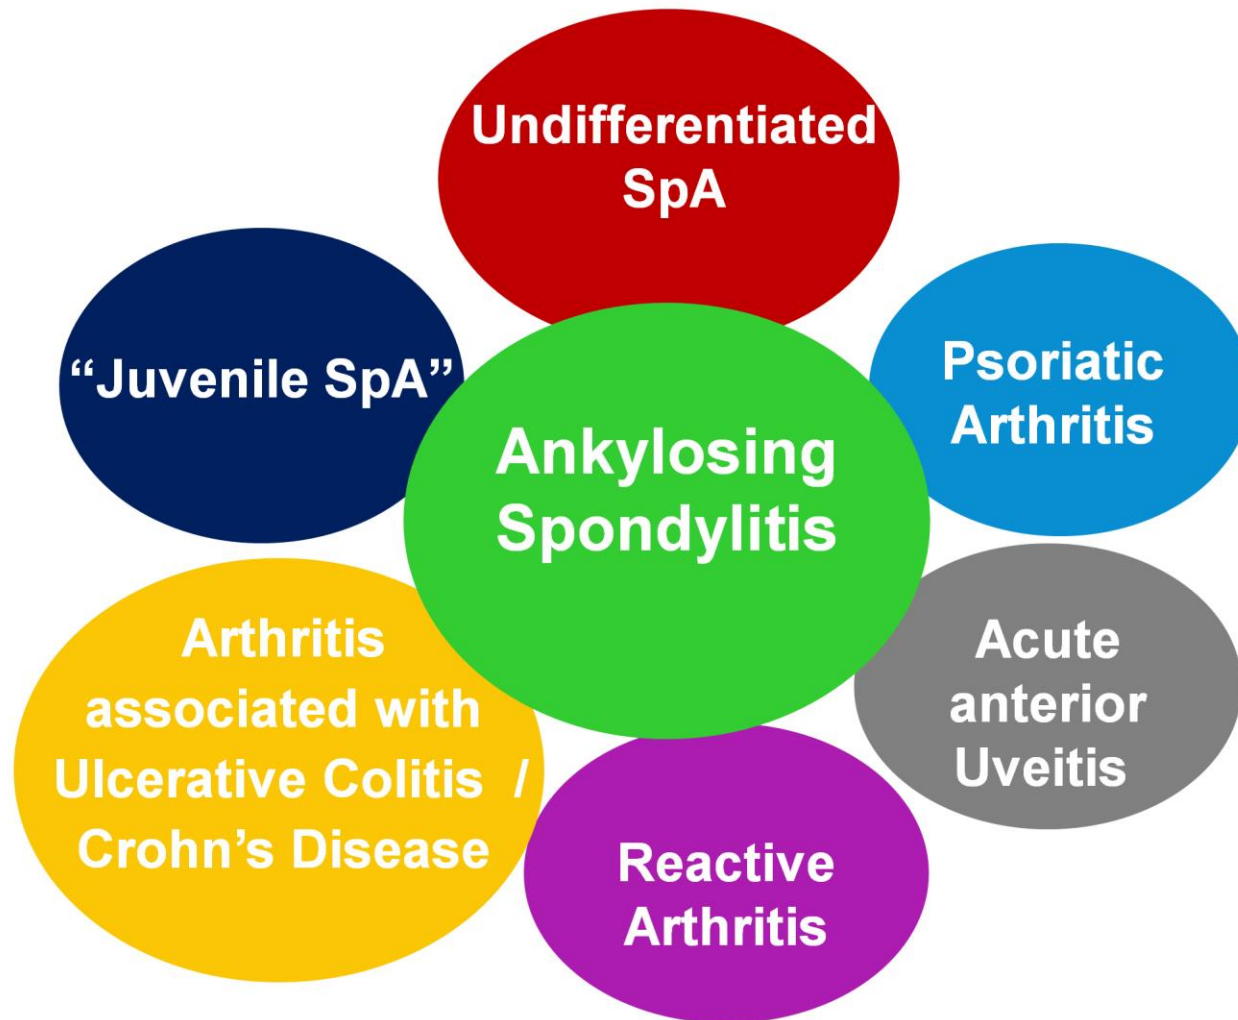 Undifferentiated
SpA
“Juvenile SpA”
Psoriatic
Arthritis
Ankylosing
Spondylitis
Arthritis
associated with
Ulcerative Colitis /
Crohn’s Disease
Acute
anterior
Uveitis
Reactive
Arthritis